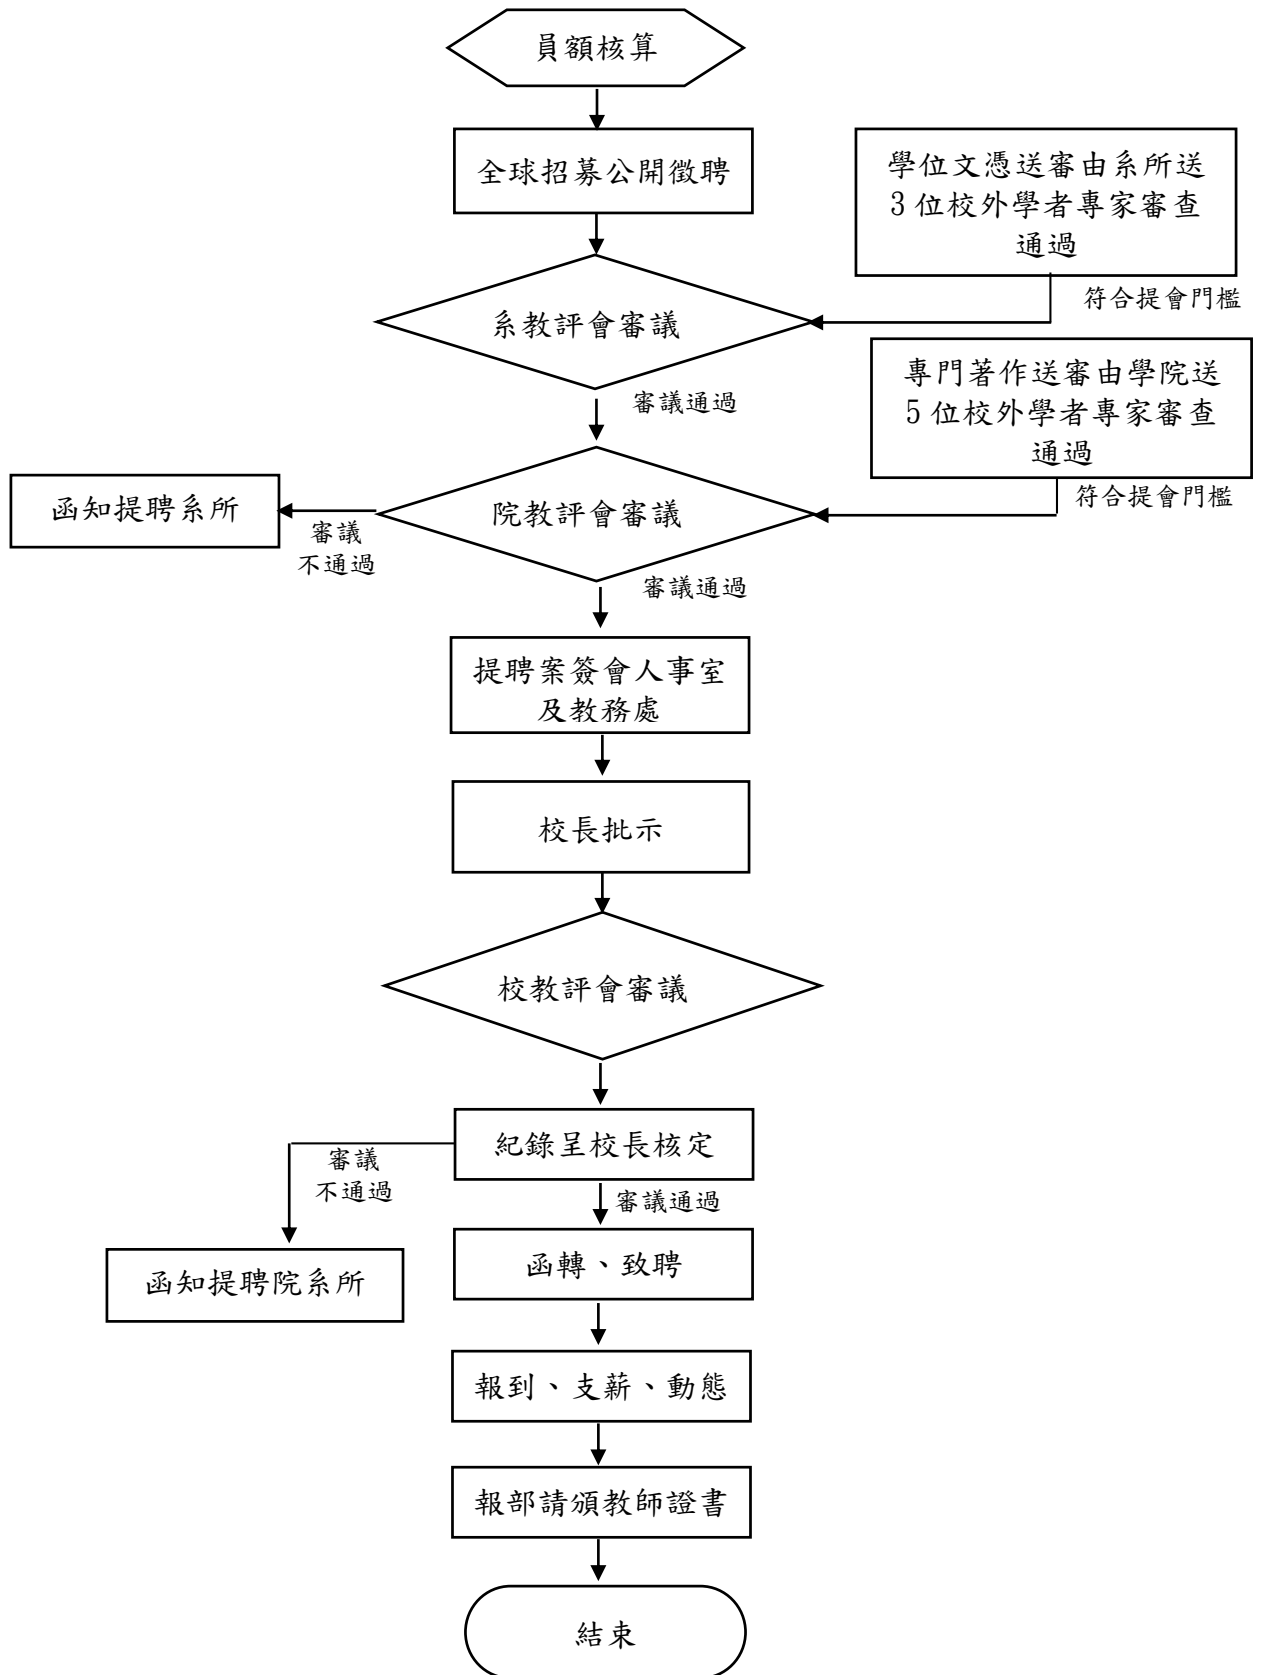 員額核算
全球招募公開徵聘
學位文憑送審由系所送
3 位校外學者專家審查
通過
符合提會門檻
系教評會審議
審議通過
專門著作送審由學院送
5 位校外學者專家審查
通過
符合提會門檻
函知提聘系所
審議
不通過
院教評會審議
審議通過
提聘案簽會人事室
及教務處
校長批示
校教評會審議
紀錄呈校長核定
審議
不通過
審議通過
函轉、致聘
函知提聘院系所
報到、支薪、動態
報部請頒教師證書
結束